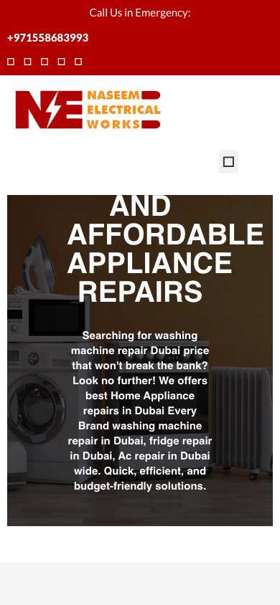 Call Us in Emergency:
+971558683993
NASEEM
ELECTRICAL
WORKS
NE
AND
AFFORDABLE
APPLIANCE
REPAIRS
Searching for washing
machine repair Dubai price
that won't break the bank?
Look no further! We offers
best Home Appliance
repairs in Dubai Every
Brand washing machine
repair in Dubai, fridge repair
in Dubai, Ac repair in Dubai
wide. Quick, efficient, and
budget-friendly solutions.